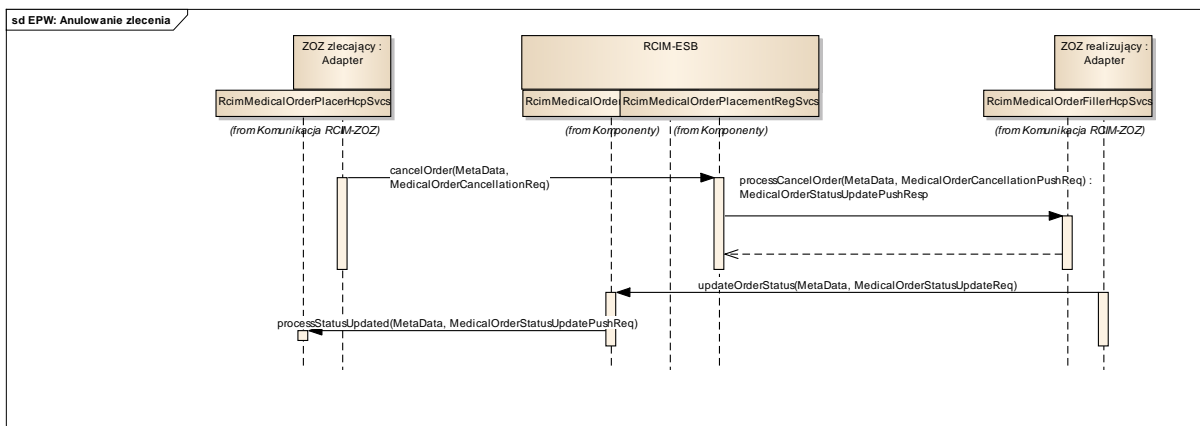 sd EPW: Anulowanie zlecenia
ZOZ zlecający :
Adapter
RCIM-ESB
ZOZ realizujący :
Adapter
RcimMedicalOrderPlacerHcpSvcs
RcimMedicalOrder
RcimMedicalOrderPlacementRegSvcs
RcimMedicalOrderFillerHcpSvcs
(from Komunikacja RCIM-ZOZ)
(from Komponenty)
(from Komponenty)
(from Komunikacja RCIM-ZOZ)
cancelOrder(MetaData,
MedicalOrderCancellationReq)
processCancelOrder(MetaData, MedicalOrderCancellationPushReq) :
MedicalOrderStatusUpdatePushResp
updateOrderStatus(MetaData, MedicalOrderStatusUpdateReq)
processStatusUpdated(MetaData, MedicalOrderStatusUpdatePushReq)